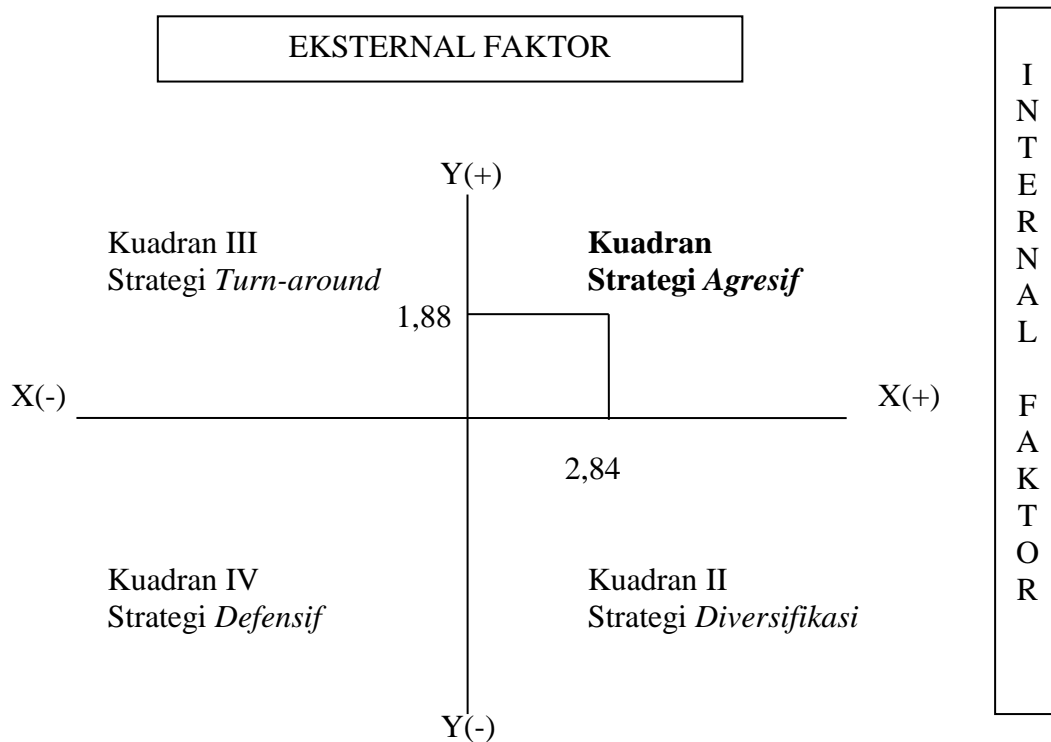 EKSTERNAL FAKTOR
Y(+)
Kuadran III
Strategi Turn-around
Kuadran
Strategi Agresif
1,88
X(-)
X(+)
2,84
Kuadran IV
Strategi Defensif
Kuadran II
Strategi Diversifikasi
Y(-)
I
N
T
E
R
N
A
L
F
A
K
T
O
R